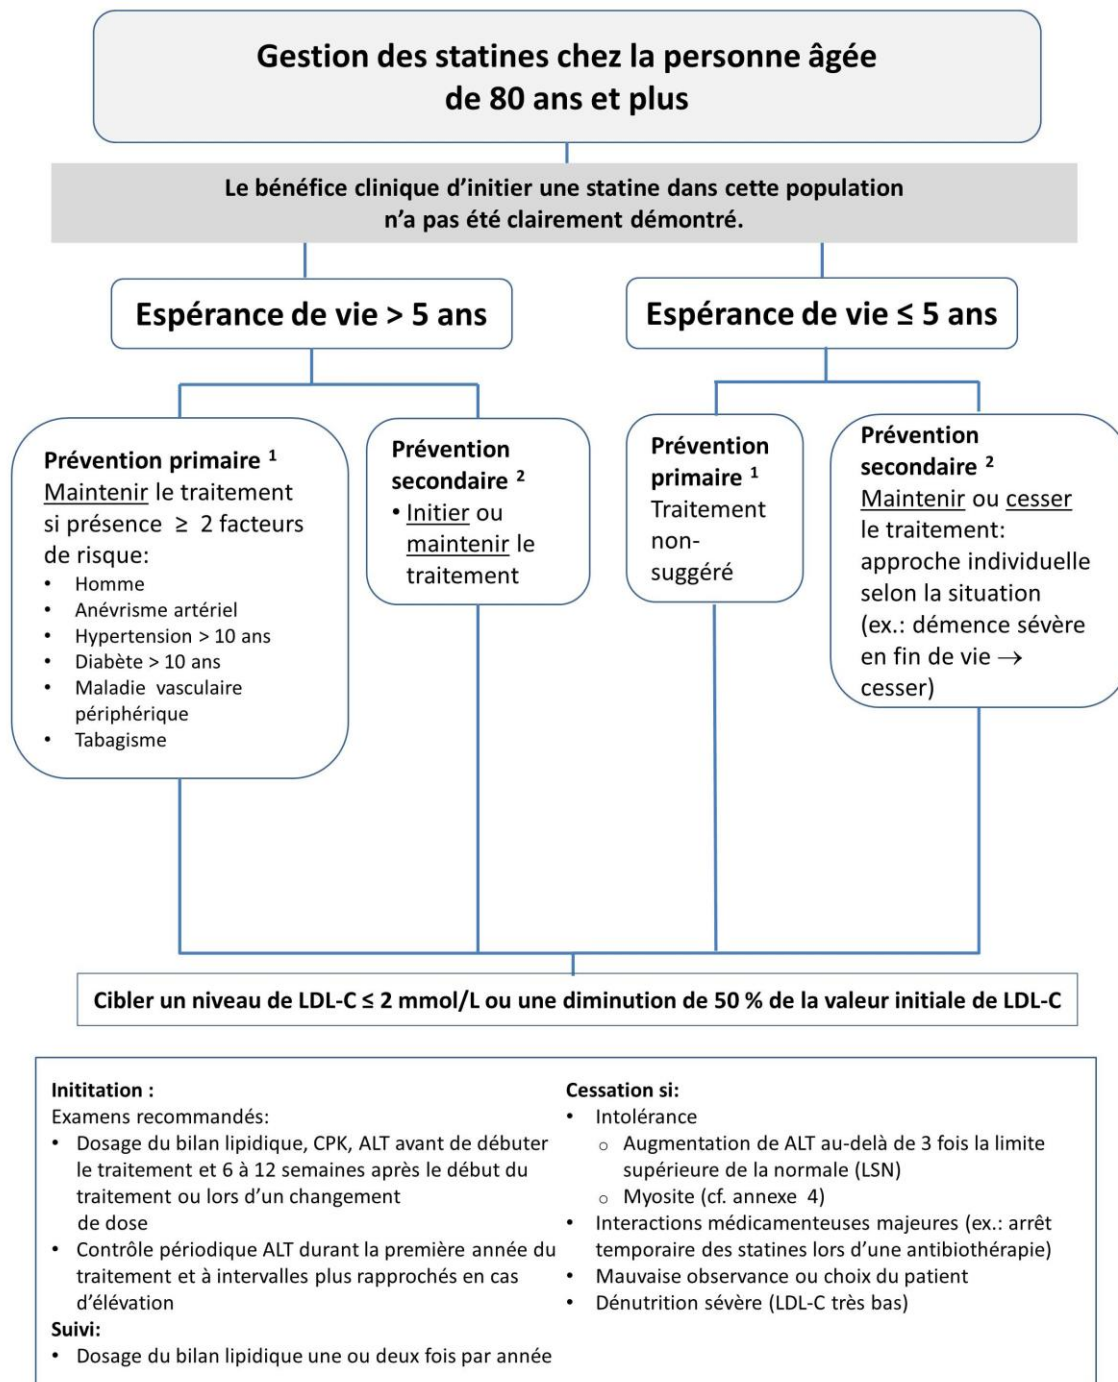 Gestion des statines chez la personne âgée
de 80 ans et plus
Le bénéfice clinique d'initier une statine dans cette population
n'a pas été clairement démontré.
Espérance de vie > 5 ans
Espérance de vie ≤ 5 ans
Prévention primaire ¹
Maintenir le traitement
si présence ≥ 2 facteurs
de risque:
• Homme
• Anévrisme artériel
• Hypertension > 10 ans
• Diabète > 10 ans
• Maladie vasculaire
périphérique
• Tabagisme
Prévention
secondaire ²
• Initier ou
maintenir le
traitement
Prévention
primaire ¹
Traitement
non-
suggéré
Prévention
secondaire ²
Maintenir ou cesser
le traitement:
approche individuelle
selon la situation
(ex.: démence sévère
en fin de vie →
cesser)
Cibler un niveau de LDL-C ≤ 2 mmol/L ou une diminution de 50 % de la valeur initiale de LDL-C
Inititation :
Examens recommandés:
• Dosage du bilan lipidique, CPK, ALT avant de débuter
le traitement et 6 à 12 semaines après le début du
traitement ou lors d'un changement
de dose
• Contrôle périodique ALT durant la première année du
traitement et à intervalles plus rapprochés en cas
d'élévation
Suivi:
• Dosage du bilan lipidique une ou deux fois par année
Cessation si:
• Intolérance
o Augmentation de ALT au-delà de 3 fois la limite
supérieure de la normale (LSN)
o Myosite (cf. annexe 4)
• Interactions médicamenteuses majeures (ex.: arrêt
temporaire des statines lors d'une antibiothérapie)
• Mauvaise observance ou choix du patient
• Dénutrition sévère (LDL-C très bas)